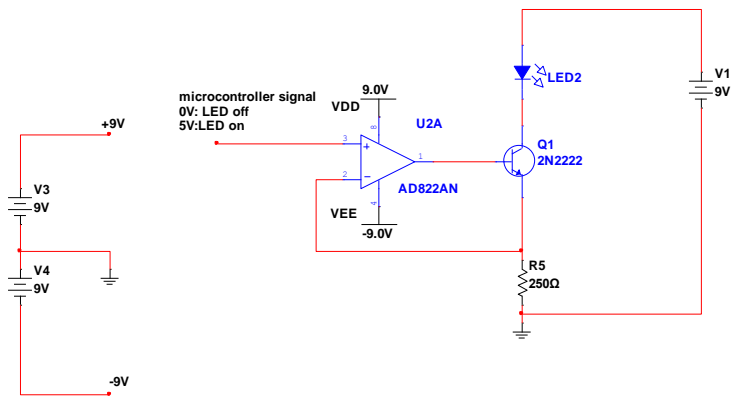 microcontroller signal
0V: LED off
5V:LED on
+9V
V3
9V
V4
9V
-9V
9.0V
VDD
U2A
3
8
1
2
4
AD822AN
VEE
-9.0V
LED2
Q1
2N2222
R5
250Ω
V1
9V